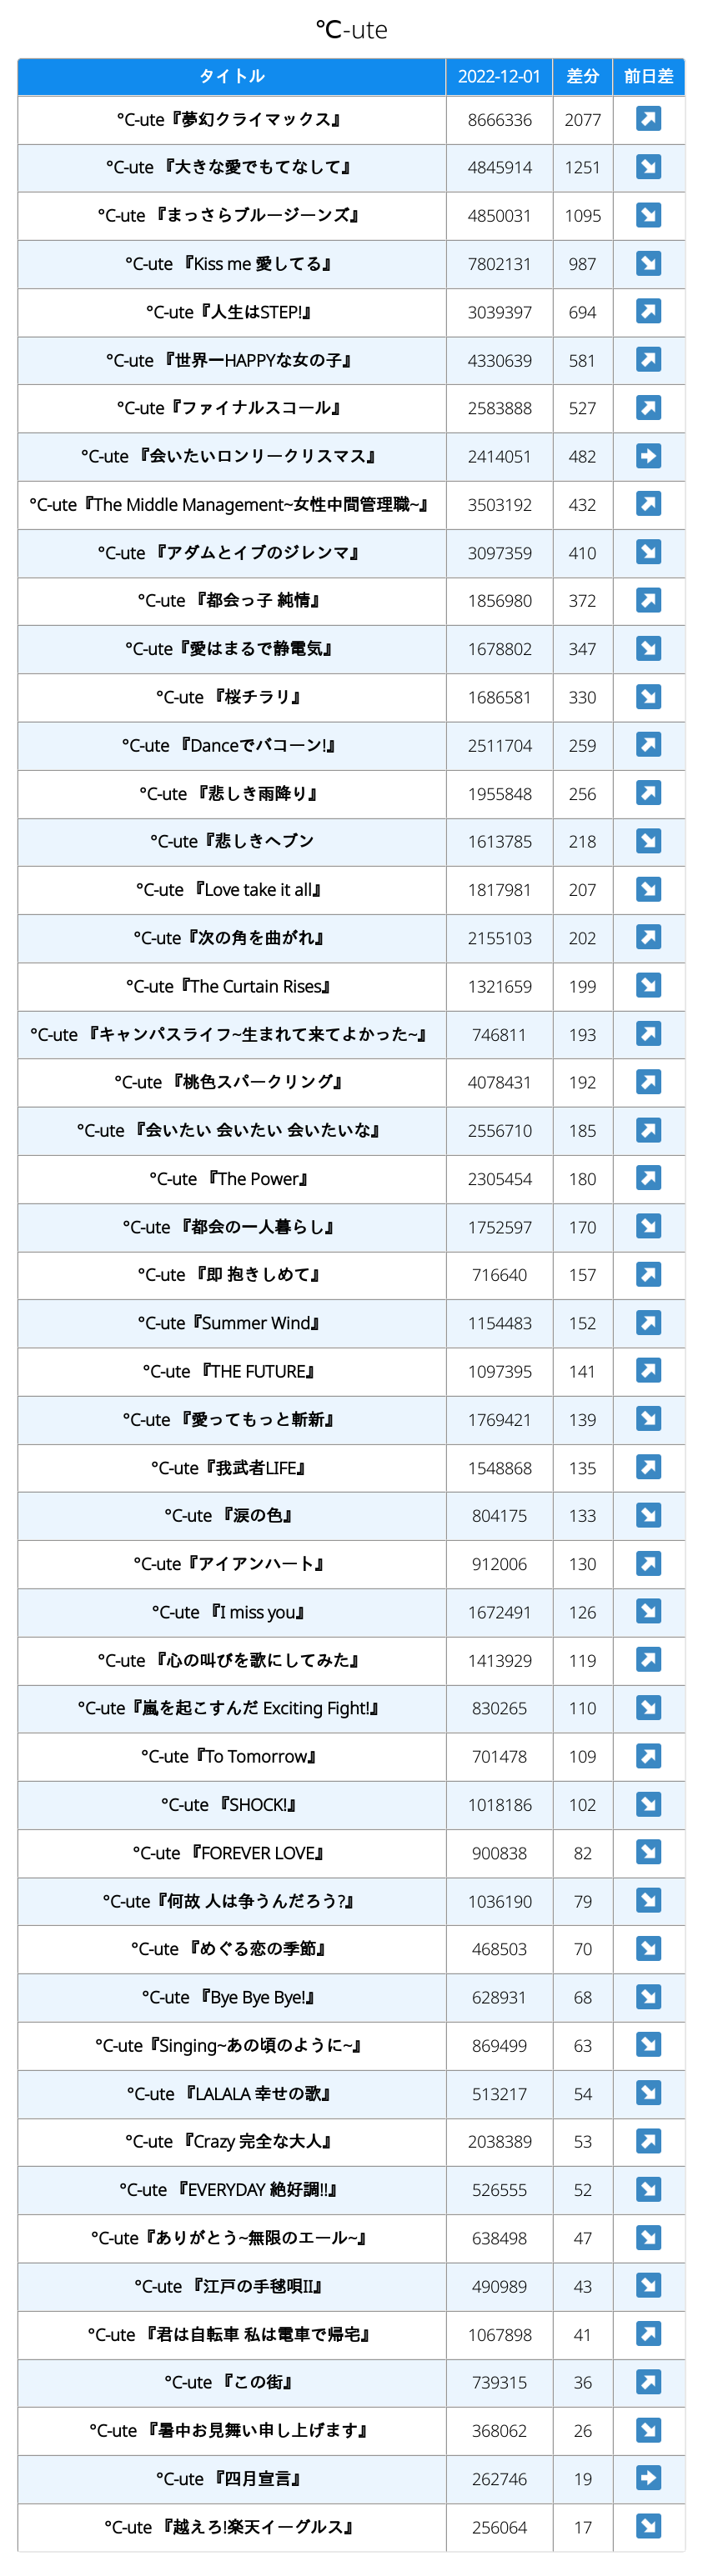 ℃-ute
タイトル 2022-12-01 差分 前日差
°C-ute『夢幻クライマックス』 8666336 2077 ↗
°C-ute 『大きな愛でもてなして』 4845914 1251 ↘
°C-ute 『まっさらブルージーンズ』 4850031 1095 ↘
°C-ute 『Kiss me 愛してる』 7802131 987 ↘
°C-ute『人生はSTEP!』 3039397 694 ↗
°C-ute 『世界一HAPPYな女の子』 4330639 581 ↗
°C-ute『ファイナルスコール』 2583888 527 ↗
°C-ute 『会いたいロンリークリスマス』 2414051 482 ➡
°C-ute『The Middle Management~女性中間管理職~』 3503192 432 ↗
°C-ute 『アダムとイブのジレンマ』 3097359 410 ↘
°C-ute 『都会っ子 純情』 1856980 372 ↗
°C-ute『愛はまるで静電気』 1678802 347 ↘
°C-ute 『桜チラリ』 1686581 330 ↘
°C-ute 『Danceでバコーン!』 2511704 259 ↗
°C-ute 『悲しき雨降り』 1955848 256 ↗
°C-ute『悲しきヘブン 1613785 218 ↘
°C-ute 『Love take it all』 1817981 207 ↘
°C-ute『次の角を曲がれ』 2155103 202 ↗
°C-ute『The Curtain Rises』 1321659 199 ↘
°C-ute 『キャンパスライフ~生まれて来てよかった~』 746811 193 ↗
°C-ute 『桃色スパークリング』 4078431 192 ↗
°C-ute 『会いたい 会いたい 会いたいな』 2556710 185 ↗
°C-ute 『The Power』 2305454 180 ↗
°C-ute 『都会の一人暮らし』 1752597 170 ↘
°C-ute 『即 抱きしめて』 716640 157 ↗
°C-ute『Summer Wind』 1154483 152 ↗
°C-ute 『THE FUTURE』 1097395 141 ↗
°C-ute 『愛ってもっと斬新』 1769421 139 ↘
°C-ute『我武者LIFE』 1548868 135 ↗
°C-ute 『涙の色』 804175 133 ↘
°C-ute『アイアンハート』 912006 130 ↗
°C-ute 『I miss you』 1672491 126 ↘
°C-ute 『心の叫びを歌にしてみた』 1413929 119 ↗
°C-ute『嵐を起こすんだ Exciting Fight!』 830265 110 ↘
°C-ute『To Tomorrow』 701478 109 ↗
°C-ute 『SHOCK!』 1018186 102 ↘
°C-ute 『FOREVER LOVE』 900838 82 ↘
°C-ute『何故 人は争うんだろう?』 1036190 79 ↘
°C-ute 『めぐる恋の季節』 468503 70 ↘
°C-ute 『Bye Bye Bye!』 628931 68 ↘
°C-ute『Singing~あの頃のように~』 869499 63 ↘
°C-ute 『LALALA 幸せの歌』 513217 54 ↘
°C-ute 『Crazy 完全な大人』 2038389 53 ↗
°C-ute 『EVERYDAY 絶好調!!』 526555 52 ↘
°C-ute『ありがとう~無限のエール~』 638498 47 ↘
°C-ute 『江戸の手毬唄II』 490989 43 ↘
°C-ute 『君は自転車 私は電車で帰宅』 1067898 41 ↗
°C-ute 『この街』 739315 36 ↗
°C-ute 『暑中お見舞い申し上げます』 368062 26 ↘
°C-ute 『四月宣言』 262746 19 ➡
°C-ute 『越えろ!楽天イーグルス』 256064 17 ↘